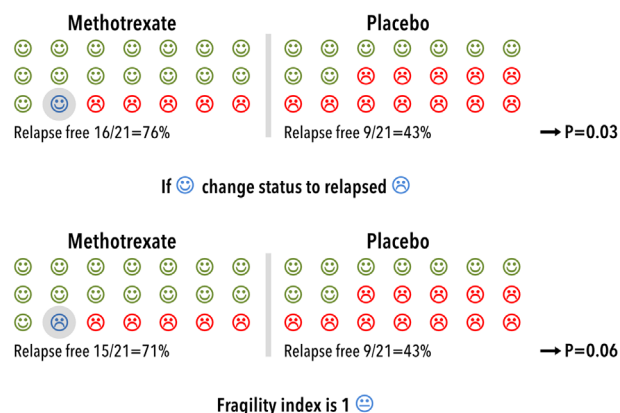 Methotrexate Placebo
Relapse free 16/21=76% Relapse free 9/21=43% P=0.03
If change status to relapsed
Methotrexate Placebo
Relapse free 15/21=71% Relapse free 9/21=43% P=0.06
Fragility index is 1